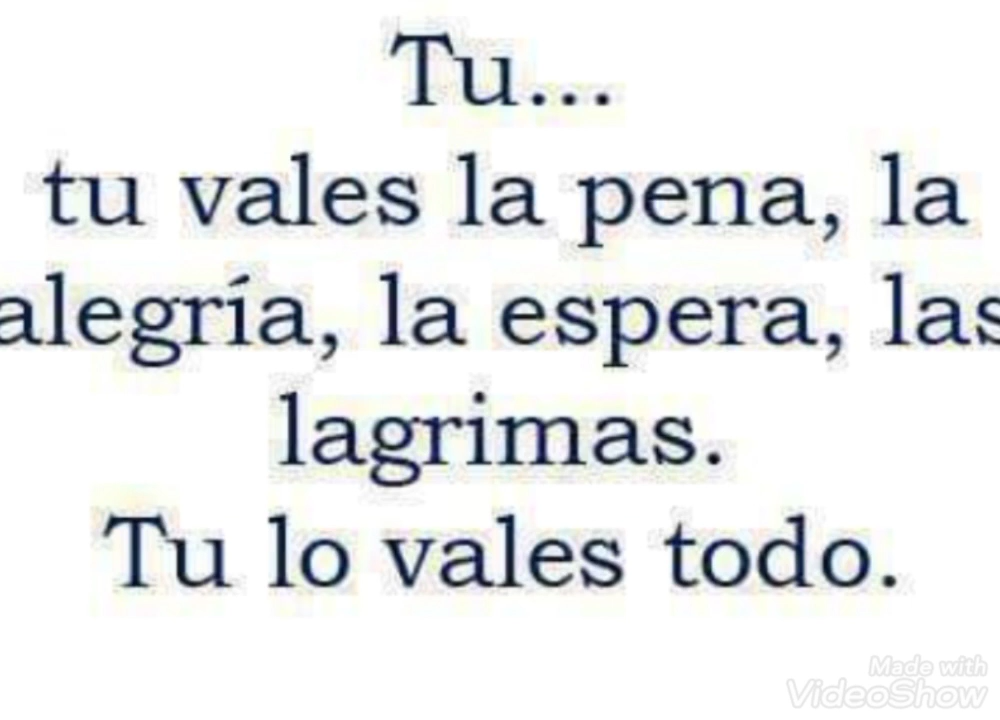 Tu...
tu vales la pena, la
alegría, la espera, las
lagrimas.
Tu lo vales todo.
Made with
VideoShow